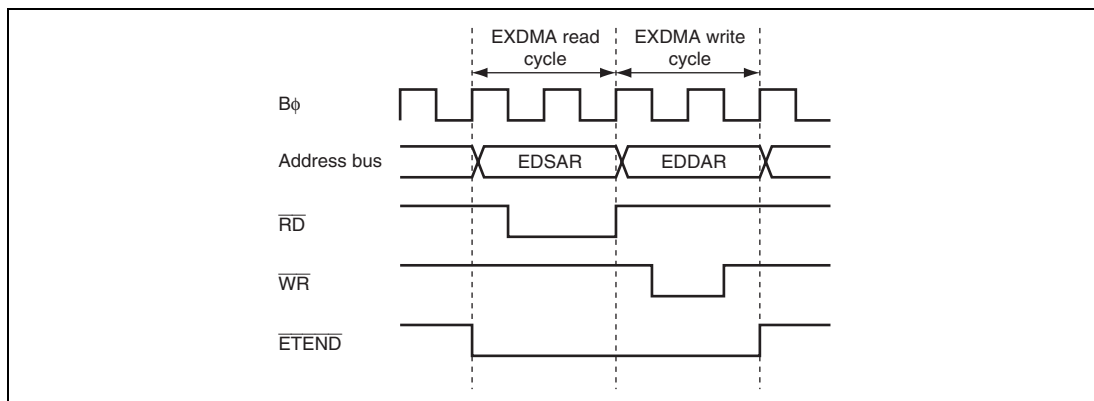 EXDMA read cycle
EXDMA write cycle
Bϕ
Address bus
EDSAR
EDDAR
RD
WR
ETEND